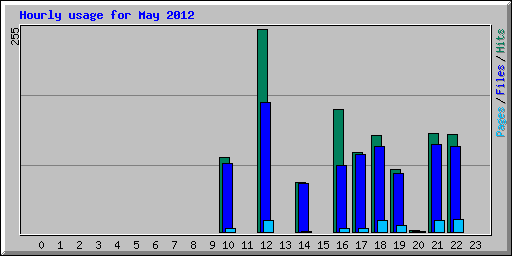 Hourly usage for May 2012
255
Pages/Files/Hits
0 1 2 3 4 5 6 7 8 9 10 11 12 13 14 15 16 17 18 19 20 21 22 23